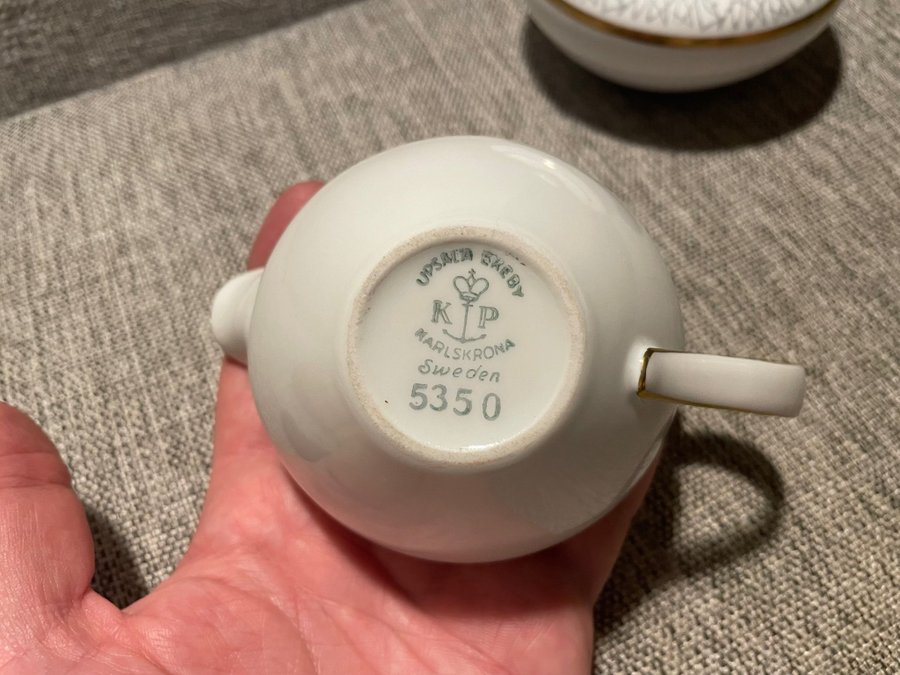 UPSALA EKEBY
K P
KARLSKRONA
Sweden
5350